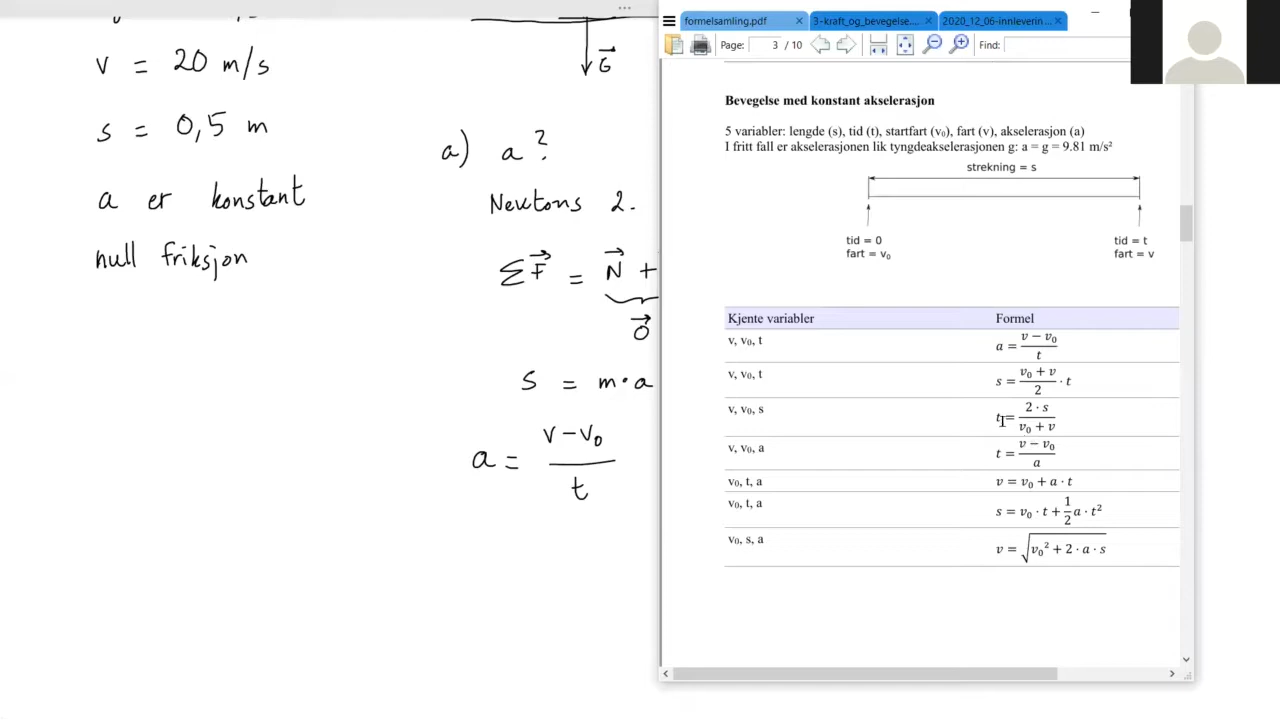 v = 20 m/s
s = 0,5 m
a er konstant
null friksjon
G
a) a?
Newtons 2.
ΣF = N +
0
s = m·a
a = v-v₀ / t
formelsamling.pdf
3-kraft_og_bevegelse...
2020_12_06-innleverin...
Page: 3 / 10
Find:
Bevegelse med konstant akselerasjon
5 variabler: lengde (s), tid (t), startfart (v₀), fart (v), akselerasjon (a)
I fritt fall er akselerasjonen lik tyngdeakselerasjonen g: a = g = 9.81 m/s²
strekning = s
tid = 0
fart = v₀
tid = t
fart = v
Kjente variabler Formel
v, v₀, t a = v − v₀ / t
v, v₀, t s = v₀ + v / 2 · t
v, v₀, s t = 2 · s / v₀ + v
v, v₀, a t = v − v₀ / a
v₀, t, a v = v₀ + a · t
v₀, t, a s = v₀ · t + 1/2 a · t²
v₀, s, a v = √v₀² + 2 · a · s